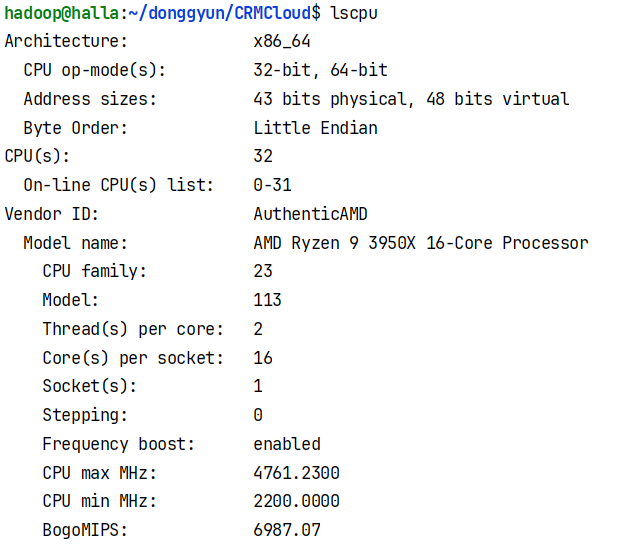 hadoop@halla:~/donggyun/CRMCloud$ lscpu
Architecture: x86_64
CPU op-mode(s): 32-bit, 64-bit
Address sizes: 43 bits physical, 48 bits virtual
Byte Order: Little Endian
CPU(s): 32
On-line CPU(s) list: 0-31
Vendor ID: AuthenticAMD
Model name: AMD Ryzen 9 3950X 16-Core Processor
CPU family: 23
Model: 113
Thread(s) per core: 2
Core(s) per socket: 16
Socket(s): 1
Stepping: 0
Frequency boost: enabled
CPU max MHz: 4761.2300
CPU min MHz: 2200.0000
BogoMIPS: 6987.07